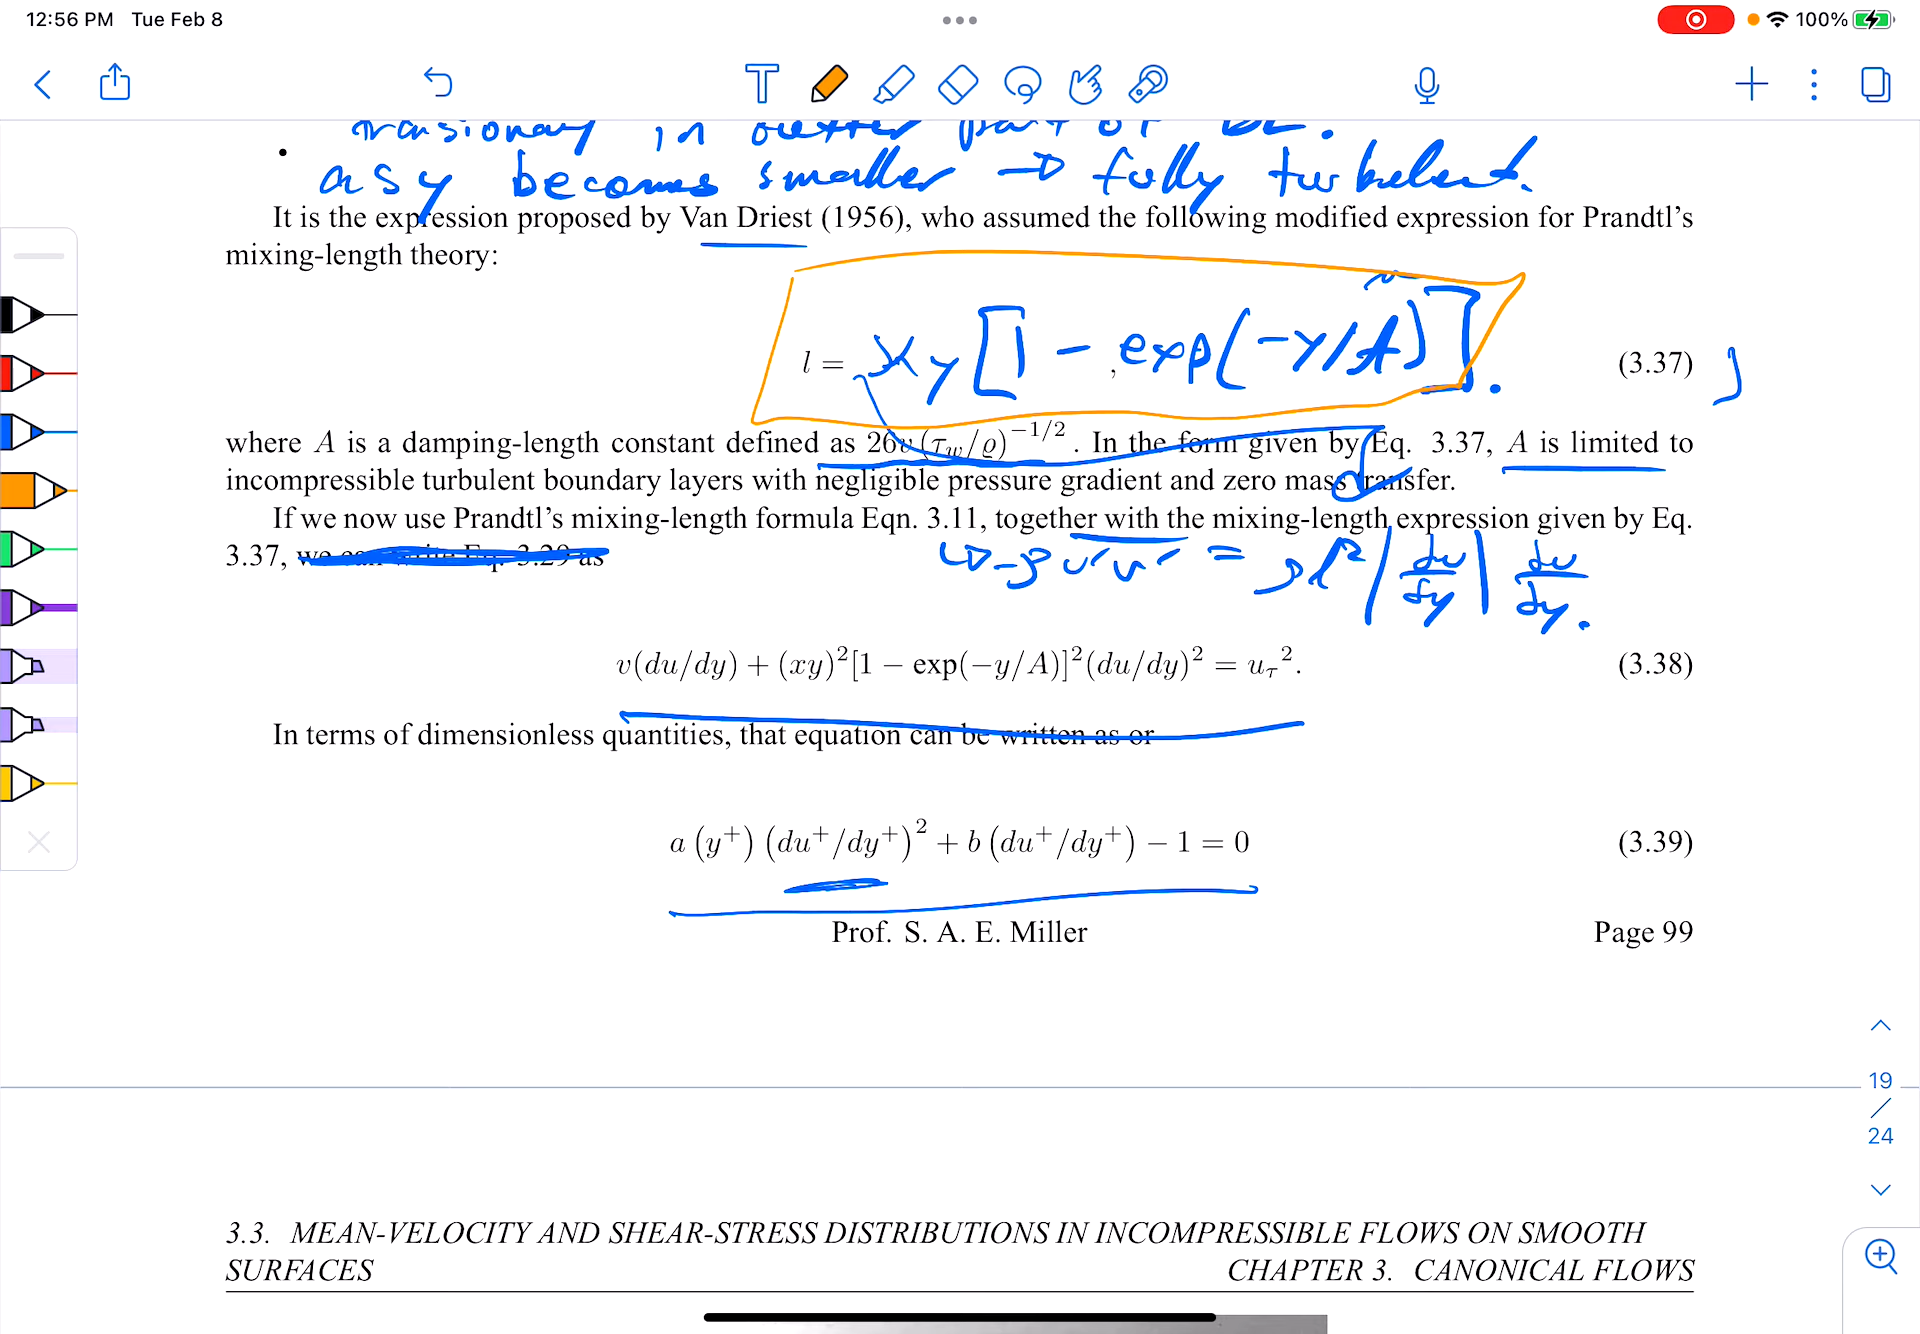 12:56 PM Tue Feb 8
100%
in part of BL.
as y becomes smaller → fully turbulent.
It is the expression proposed by Van Driest (1956), who assumed the following modified expression for Prandtl's
mixing-length theory:
l = ϰy[1 − exp(−y/A)]. (3.37)
where A is a damping-length constant defined as 26v (τw/ϱ)^−1/2. In the form given by Eq. 3.37, A is limited to
incompressible turbulent boundary layers with negligible pressure gradient and zero mass transfer.
If we now use Prandtl's mixing-length formula Eqn. 3.11, together with the mixing-length expression given by Eq.
3.37, we can write Eq. 3.29 as
−ρu′v′ = ρl²|du/dy| du/dy.
v(du/dy) + (xy)²[1 − exp(−y/A)]²(du/dy)² = uτ². (3.38)
In terms of dimensionless quantities, that equation can be written as or
a (y⁺) (du⁺/dy⁺)² + b (du⁺/dy⁺) − 1 = 0 (3.39)
Prof. S. A. E. Miller Page 99
19
/
24
3.3. MEAN-VELOCITY AND SHEAR-STRESS DISTRIBUTIONS IN INCOMPRESSIBLE FLOWS ON SMOOTH
SURFACES CHAPTER 3. CANONICAL FLOWS